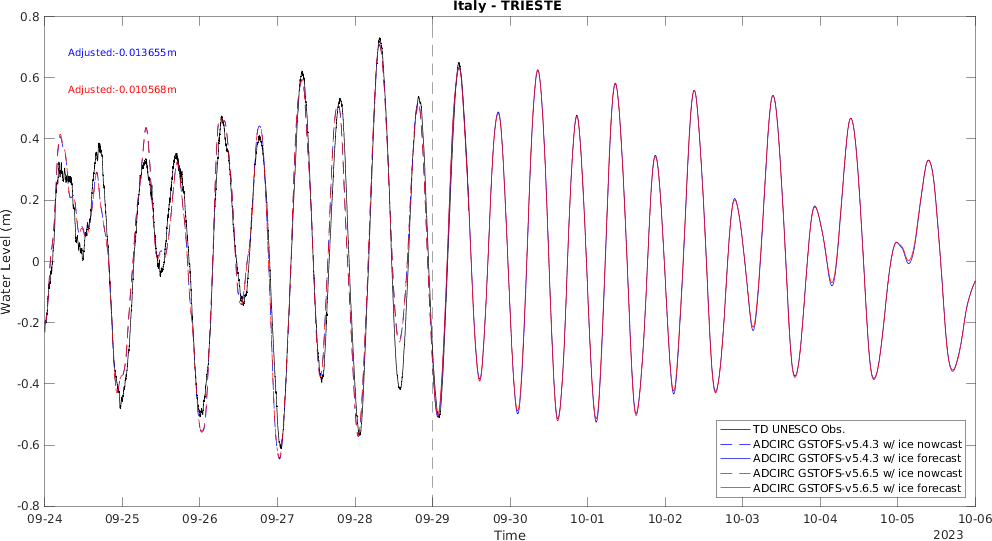 Italy - TRIESTE
Adjusted:-0.013655m
Adjusted:-0.010568m
Water Level (m)
0.8
0.6
0.4
0.2
0
-0.2
-0.4
-0.6
-0.8
TD UNESCO Obs.
ADCIRC GSTOFS-v5.4.3 w/ ice nowcast
ADCIRC GSTOFS-v5.4.3 w/ ice forecast
ADCIRC GSTOFS-v5.6.5 w/ ice nowcast
ADCIRC GSTOFS-v5.6.5 w/ ice forecast
09-24 09-25 09-26 09-27 09-28 09-29 09-30 10-01 10-02 10-03 10-04 10-05 10-06
Time
2023